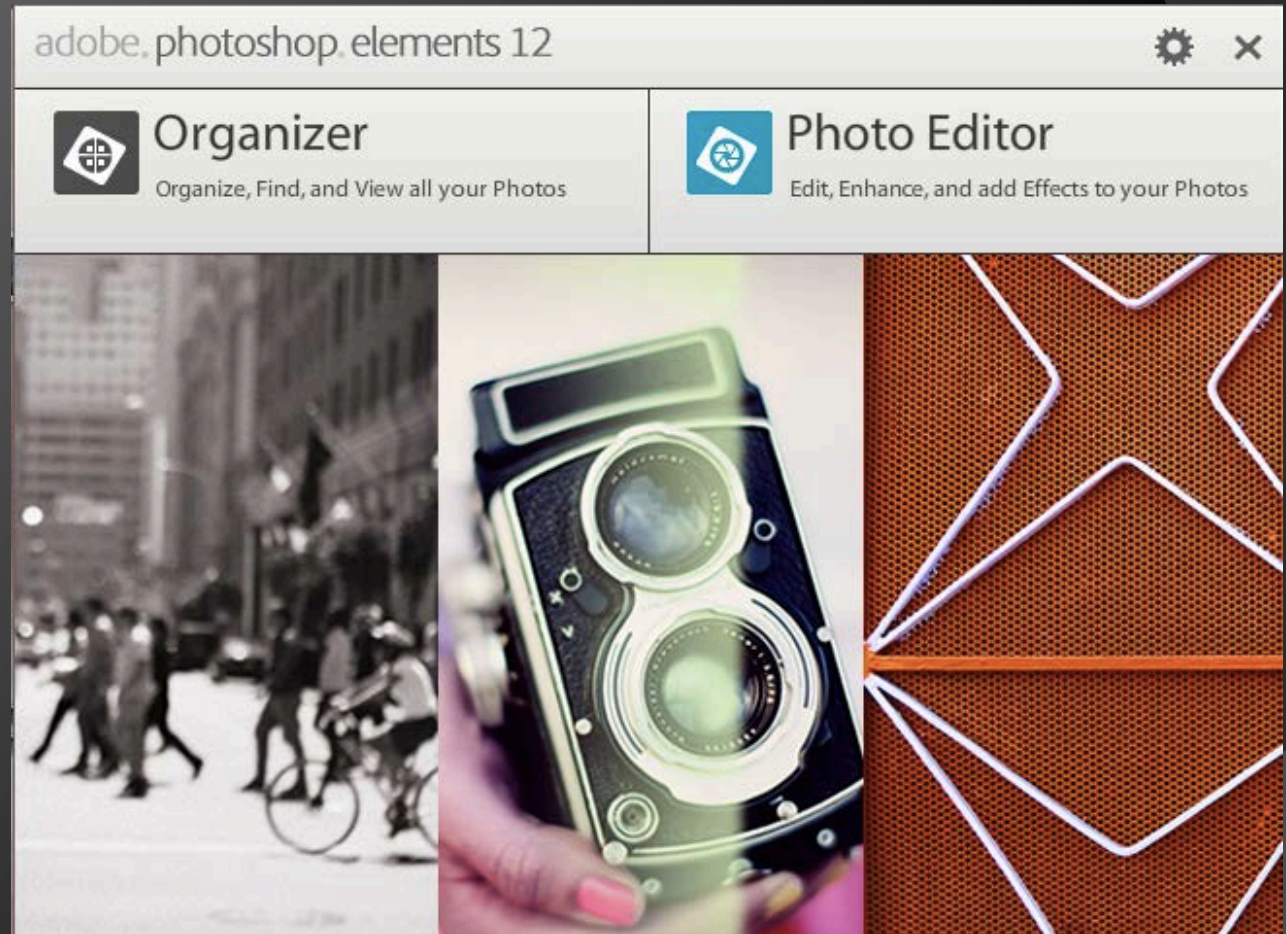 adobe. photoshop. elements 12
Organizer
Organize, Find, and View all your Photos
Photo Editor
Edit, Enhance, and add Effects to your Photos